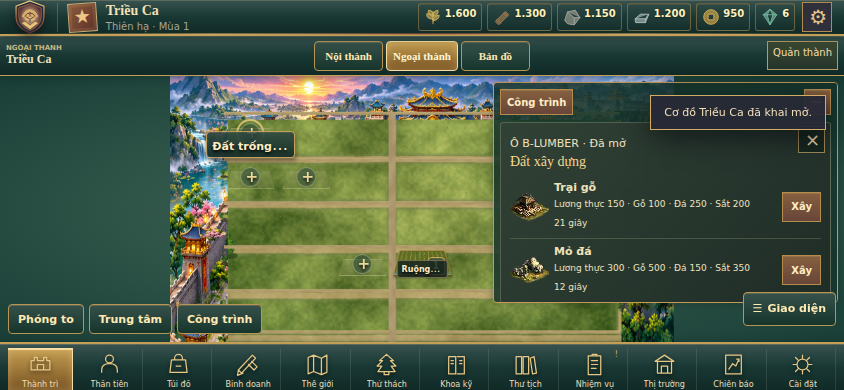 Triều Ca
Thiên hạ · Mùa 1
1.600
1.300
1.150
1.200
950
6
NGOẠI THÀNH
Triều Ca
Nội thành
Ngoại thành
Bản đồ
Quản thành
Công trình
Cơ đồ Triều Ca đã khai mở.
Đất trống...
Ô B-LUMBER · Đã mở
Đất xây dựng
Trại gỗ
Lương thực 150 · Gỗ 100 · Đá 250 · Sắt 200
21 giây
Xây
Mỏ đá
Lương thực 300 · Gỗ 500 · Đá 150 · Sắt 350
12 giây
Xây
Ruộng...
Phóng to
Trung tâm
Công trình
☰ Giao diện
Thành trì
Thần tiên
Túi đồ
Binh doanh
Thế giới
Thử thách
Khoa kỹ
Thư tịch
Nhiệm vụ
!
Thị trường
Chiến báo
Cài đặt